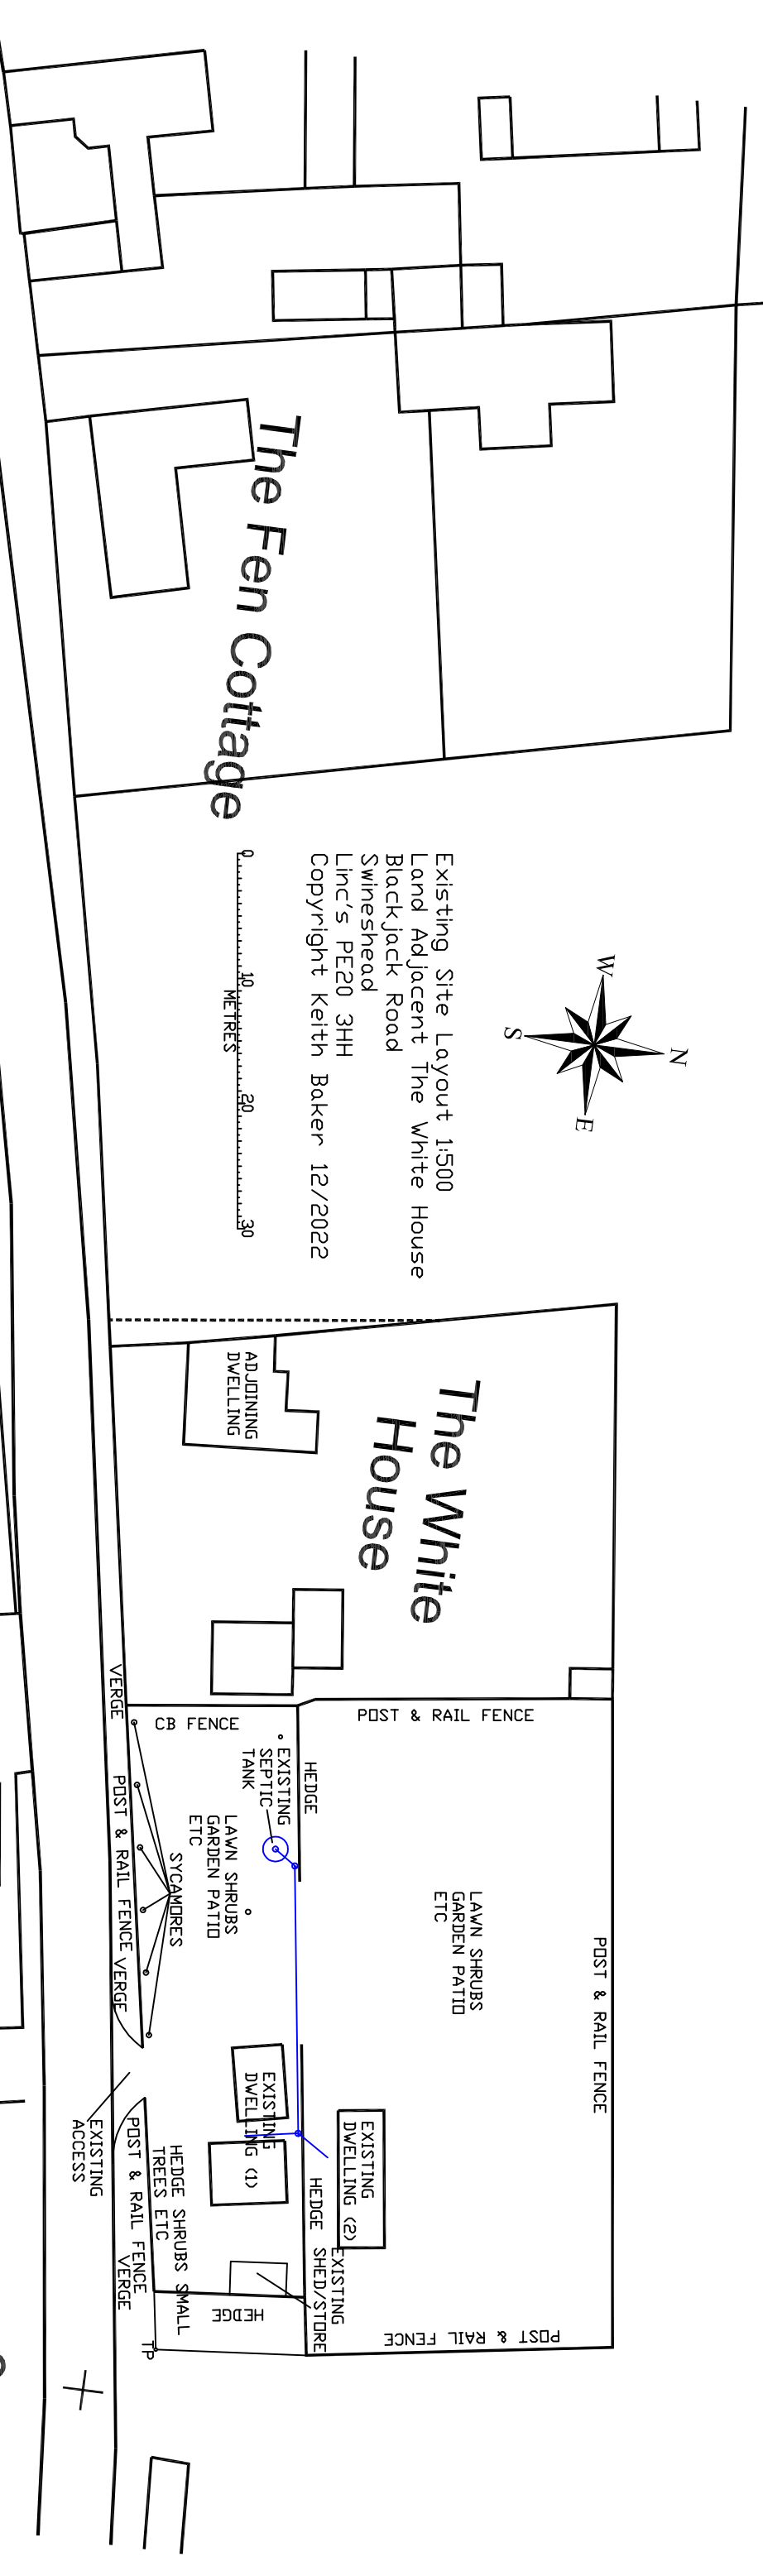 The Fen Cottage
W
N
S
E
Existing Site Layout 1:500
Land Adjacent The White House
Blackjack Road
Swineshead
Linc's PE20 3HH
Copyright Keith Baker 12/2022
0
10
20
30
METRES
The White
House
ADJOINING
DWELLING
VERGE
CB FENCE
POST & RAIL FENCE
HEDGE
EXISTING
SEPTIC
TANK
LAWN SHRUBS
GARDEN PATIO
ETC
SYCAMORES
POST & RAIL FENCE
VERGE
LAWN SHRUBS
GARDEN PATIO
ETC
POST & RAIL FENCE
EXISTING
DWELLING (1)
EXISTING
DWELLING (2)
EXISTING
ACCESS
POST & RAIL FENCE
VERGE
HEDGE SHRUBS SMALL
TREES ETC
HEDGE
EXISTING
SHED/STORE
HEDGE
POST & RAIL FENCE
TP